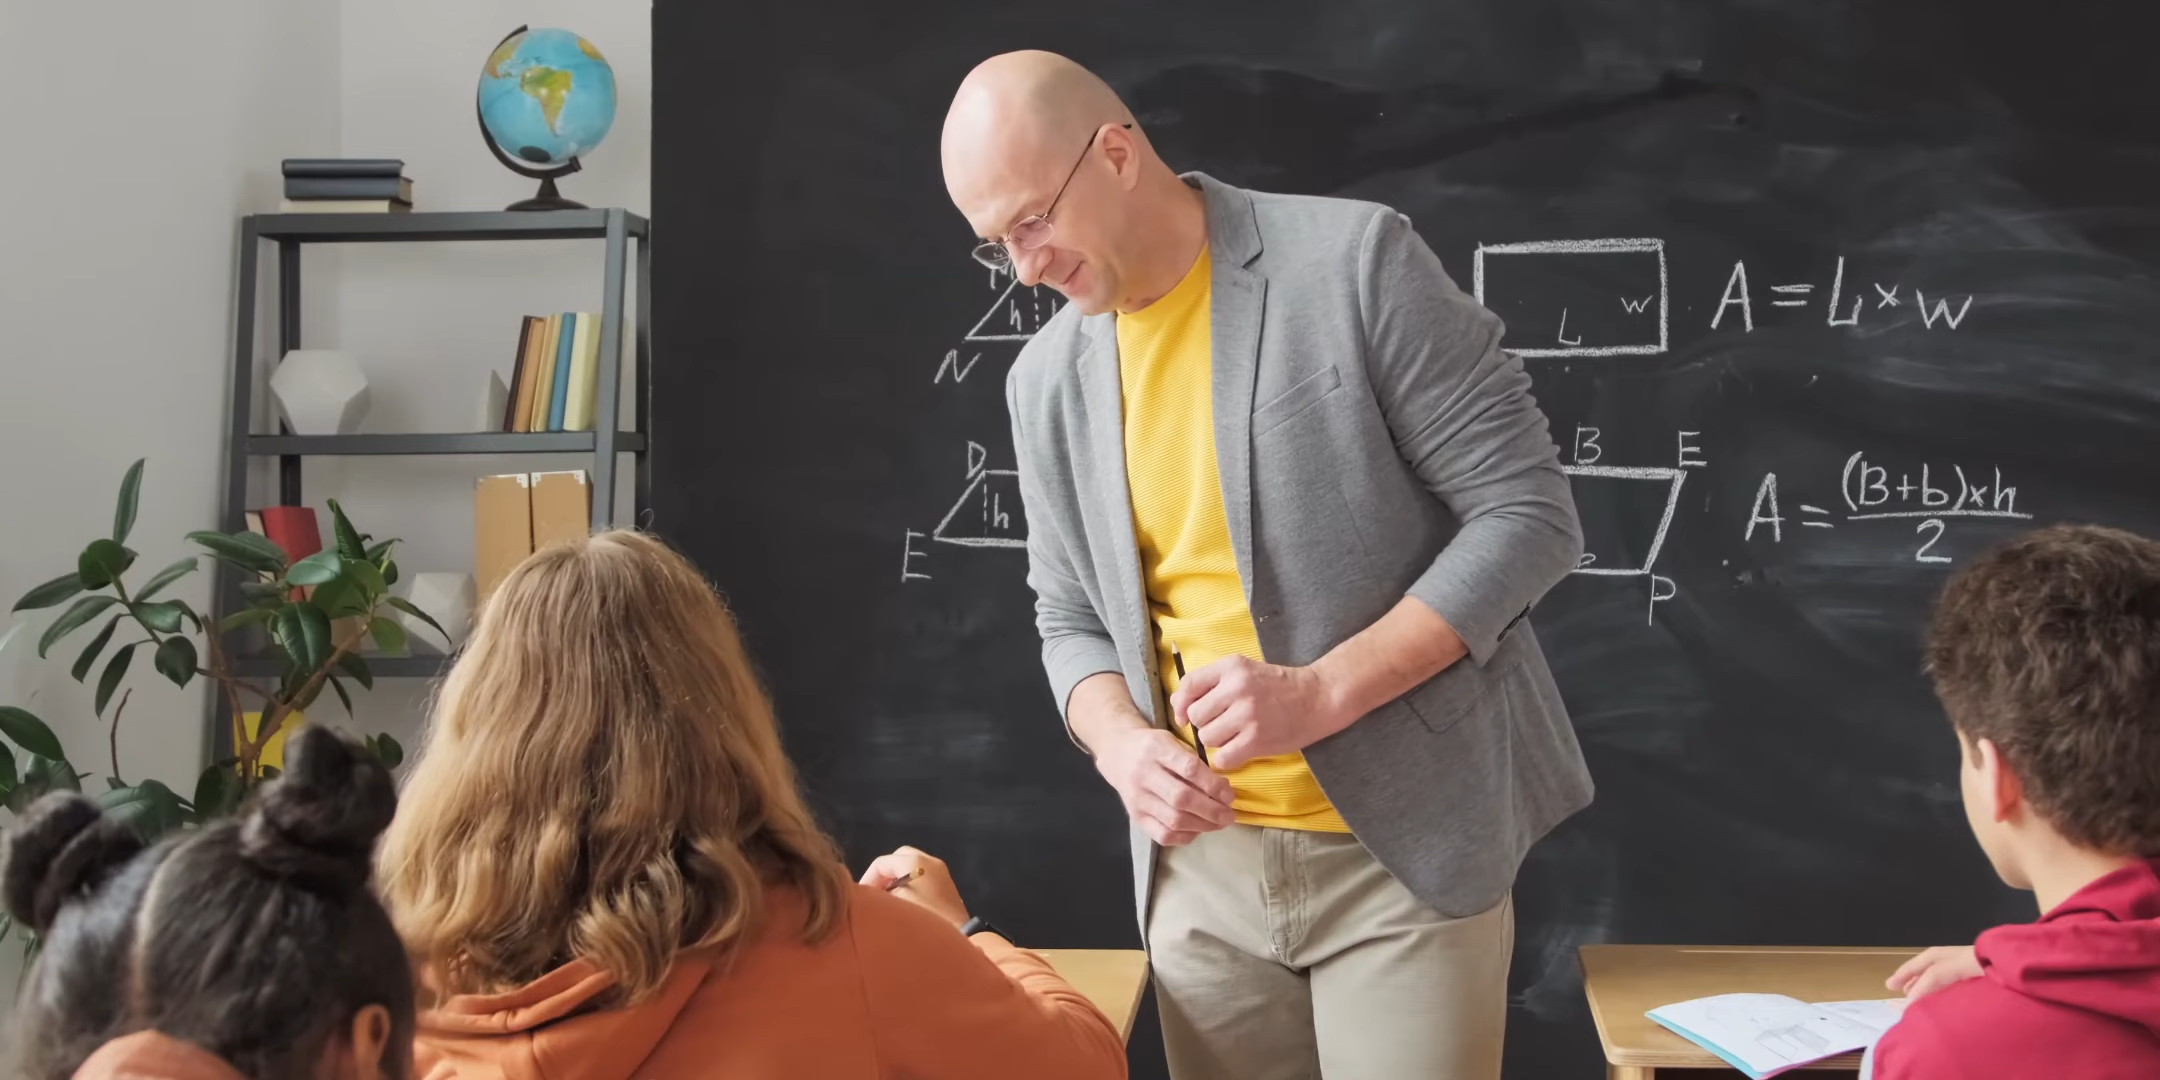 h
N
L
w
A = L × w
D
h
E
B
E
P
A = (B+b)×h / 2